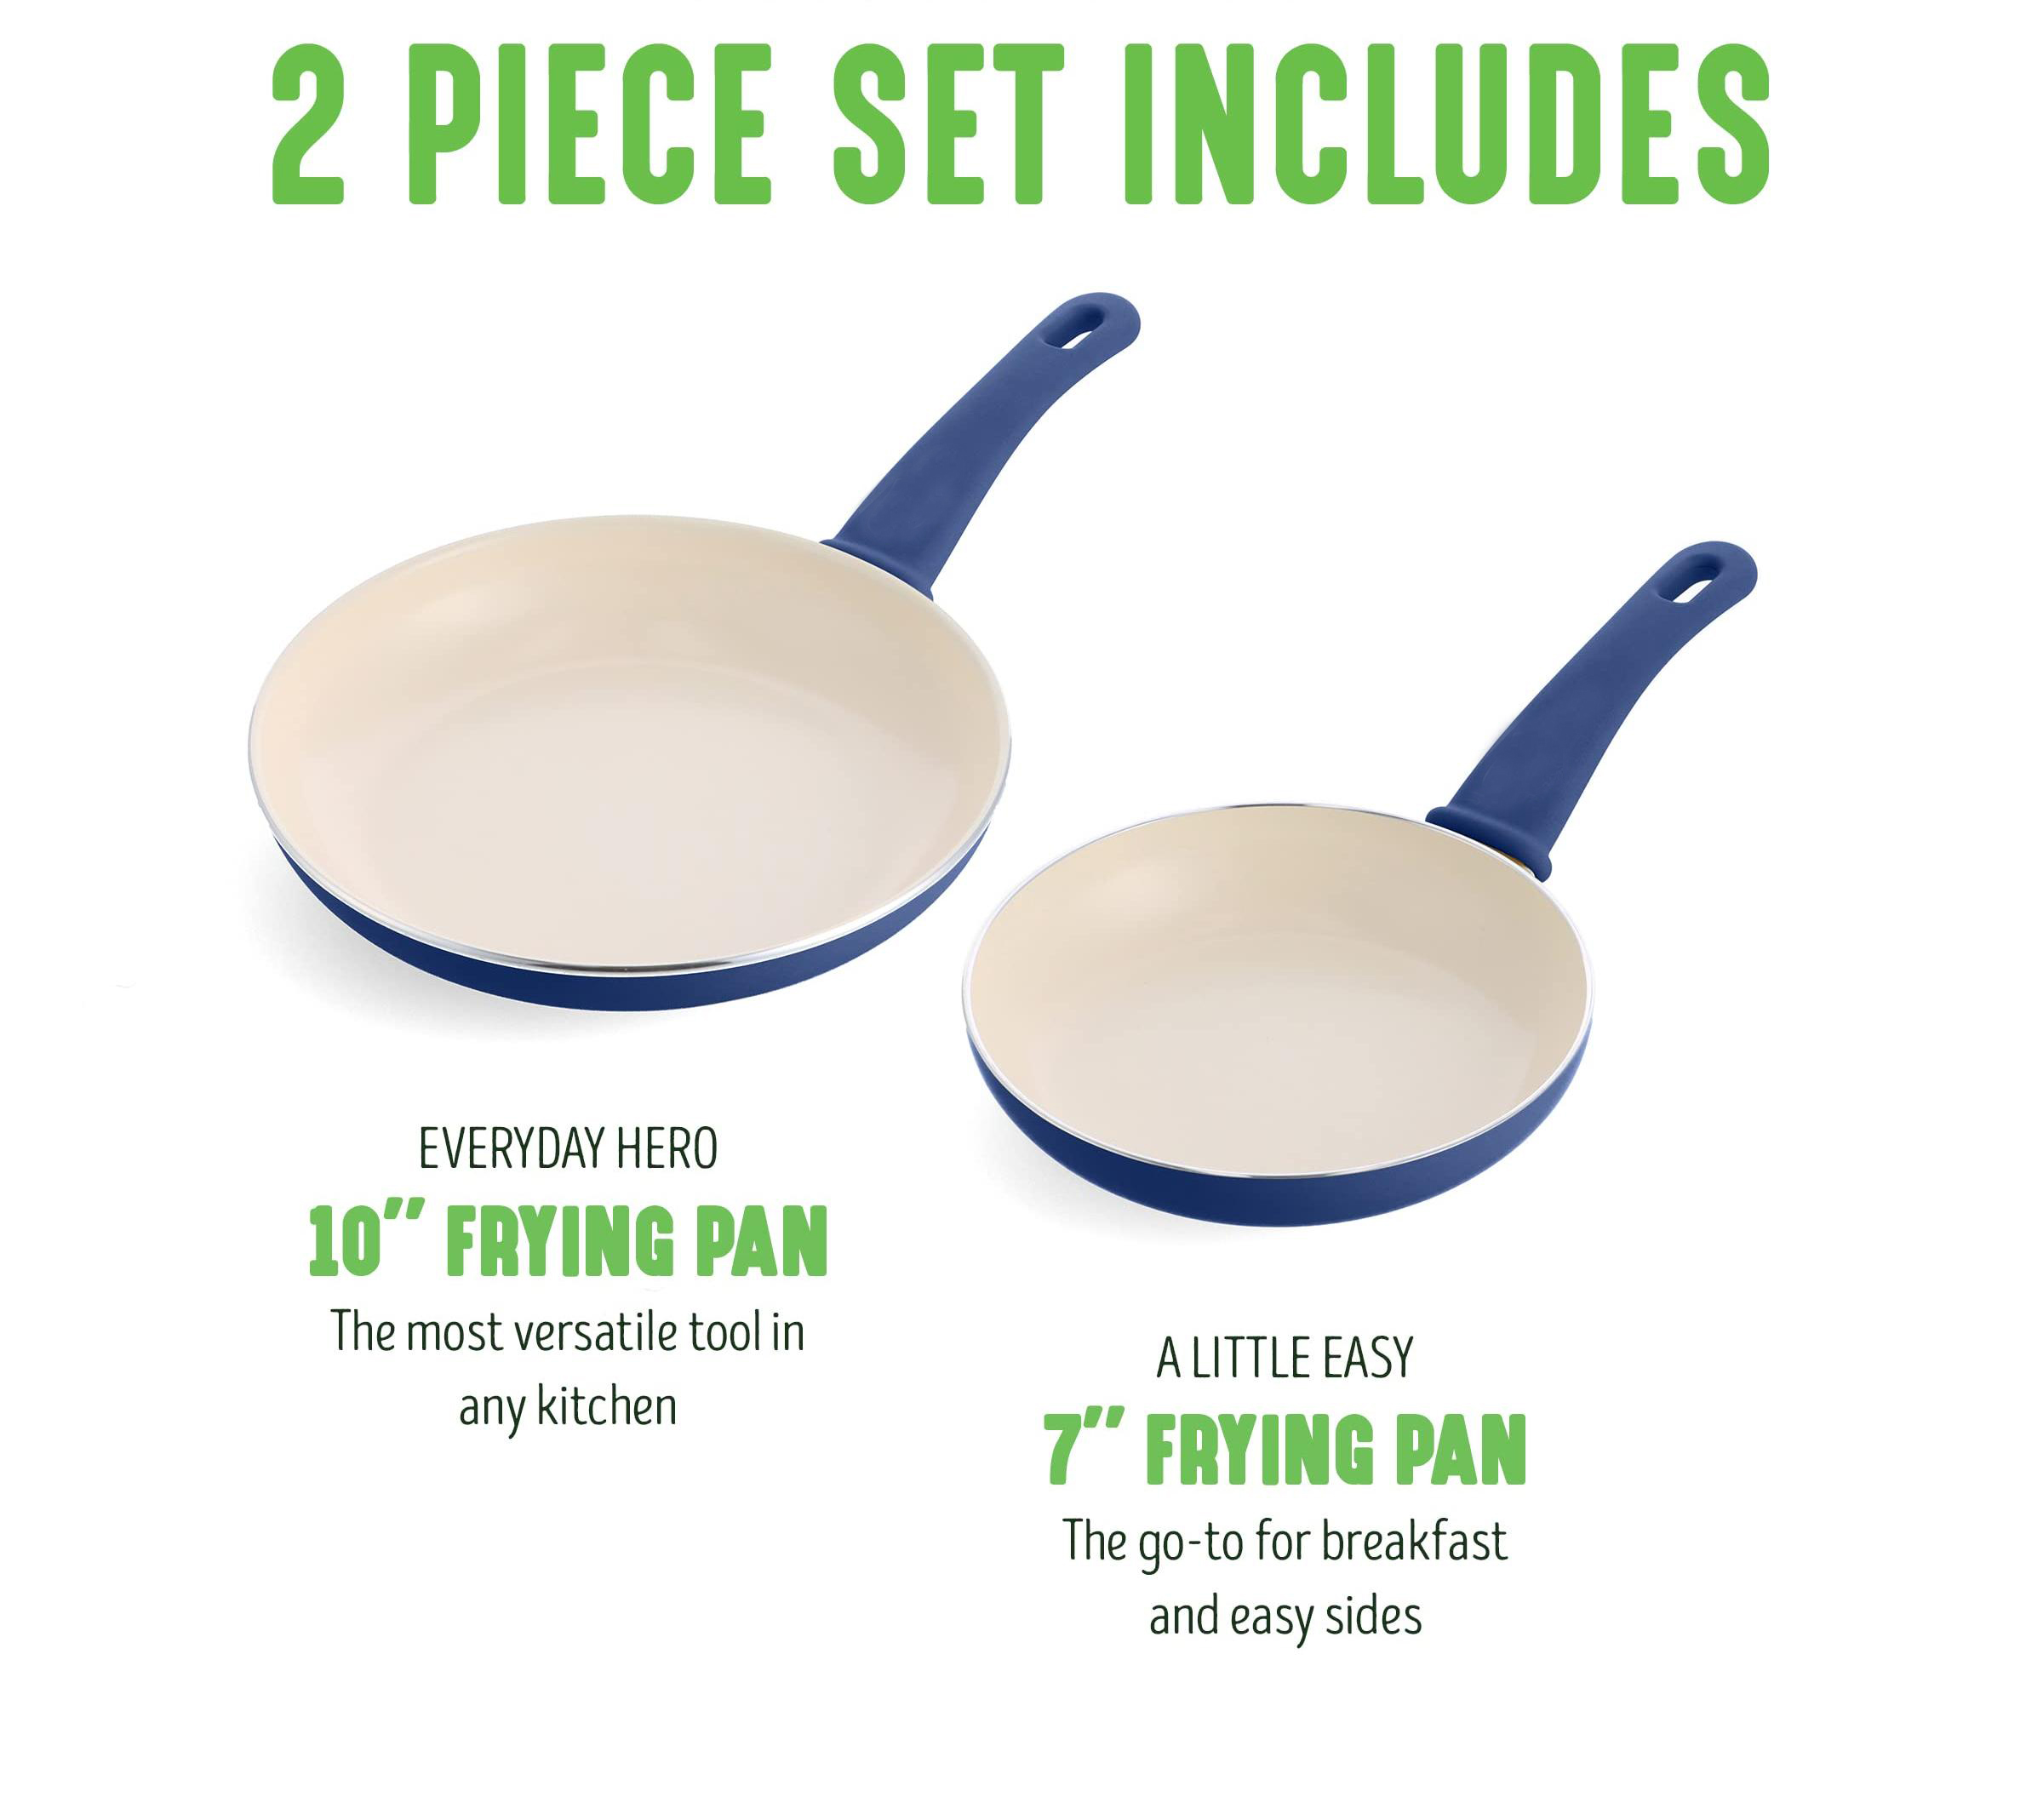 2 PIECE SET INCLUDES
EVERYDAY HERO
10" FRYING PAN
The most versatile tool in
any kitchen
A LITTLE EASY
7" FRYING PAN
The go-to for breakfast
and easy sides